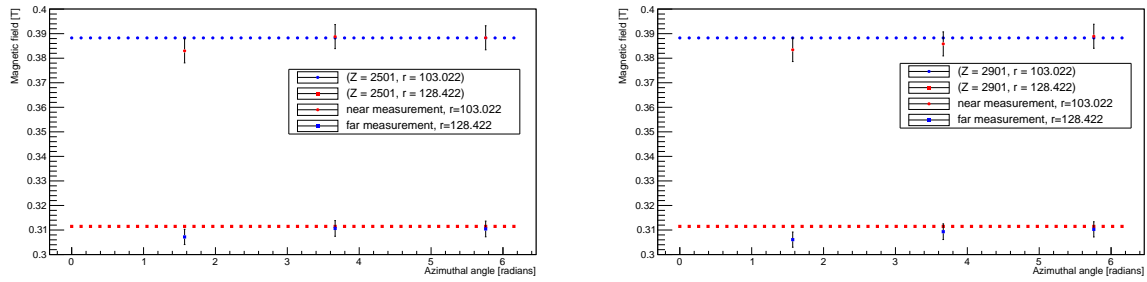 Magnetic field [T]
0.4
0.39
0.38
0.37
0.36
0.35
0.34
0.33
0.32
0.31
0.3
(Z = 2501, r = 103.022)
(Z = 2501, r = 128.422)
near measurement, r=103.022
far measurement, r=128.422
0 1 2 3 4 5 6
Azimuthal angle [radians]
Magnetic field [T]
0.4
0.39
0.38
0.37
0.36
0.35
0.34
0.33
0.32
0.31
0.3
(Z = 2901, r = 103.022)
(Z = 2901, r = 128.422)
near measurement, r=103.022
far measurement, r=128.422
0 1 2 3 4 5 6
Azimuthal angle [radians]